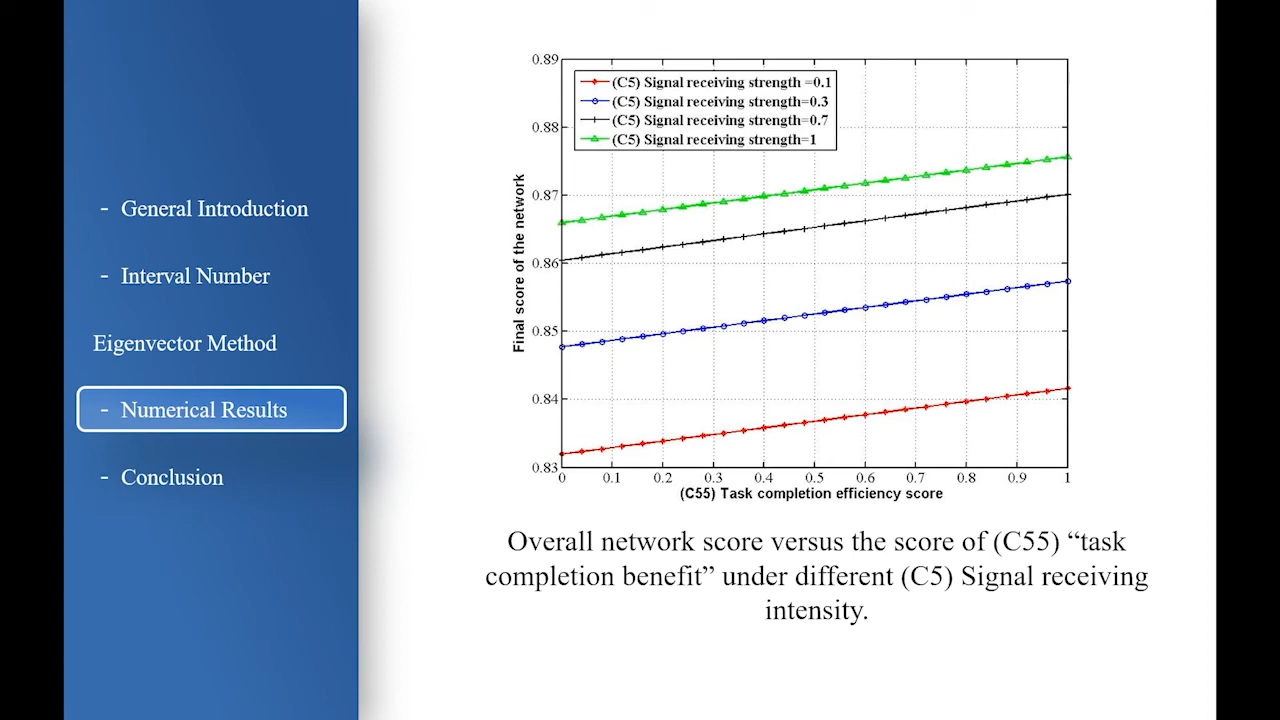 - General Introduction
- Interval Number
Eigenvector Method
- Numerical Results
- Conclusion
0.89
0.88
0.87
0.86
0.85
0.84
0.83
Final score of the network
(C5) Signal receiving strength =0.1
(C5) Signal receiving strength=0.3
(C5) Signal receiving strength=0.7
(C5) Signal receiving strength=1
0 0.1 0.2 0.3 0.4 0.5 0.6 0.7 0.8 0.9 1
(C55) Task completion efficiency score
Overall network score versus the score of (C55) “task
completion benefit” under different (C5) Signal receiving
intensity.